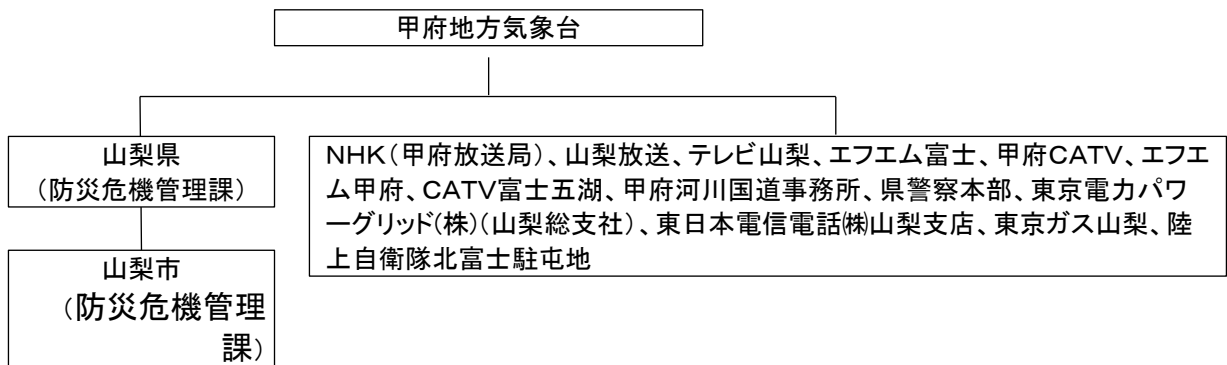 甲府地方気象台
山梨県
(防災危機管理課)
山梨市
(防災危機管理
課)
NHK(甲府放送局)、山梨放送、テレビ山梨、エフエム富士、甲府CATV、エフエ
ム甲府、CATV富士五湖、甲府河川国道事務所、県警察本部、東京電力パワ
ーグリッド(株)(山梨総支社)、東日本電信電話㈱山梨支店、東京ガス山梨、陸
上自衛隊北富士駐屯地